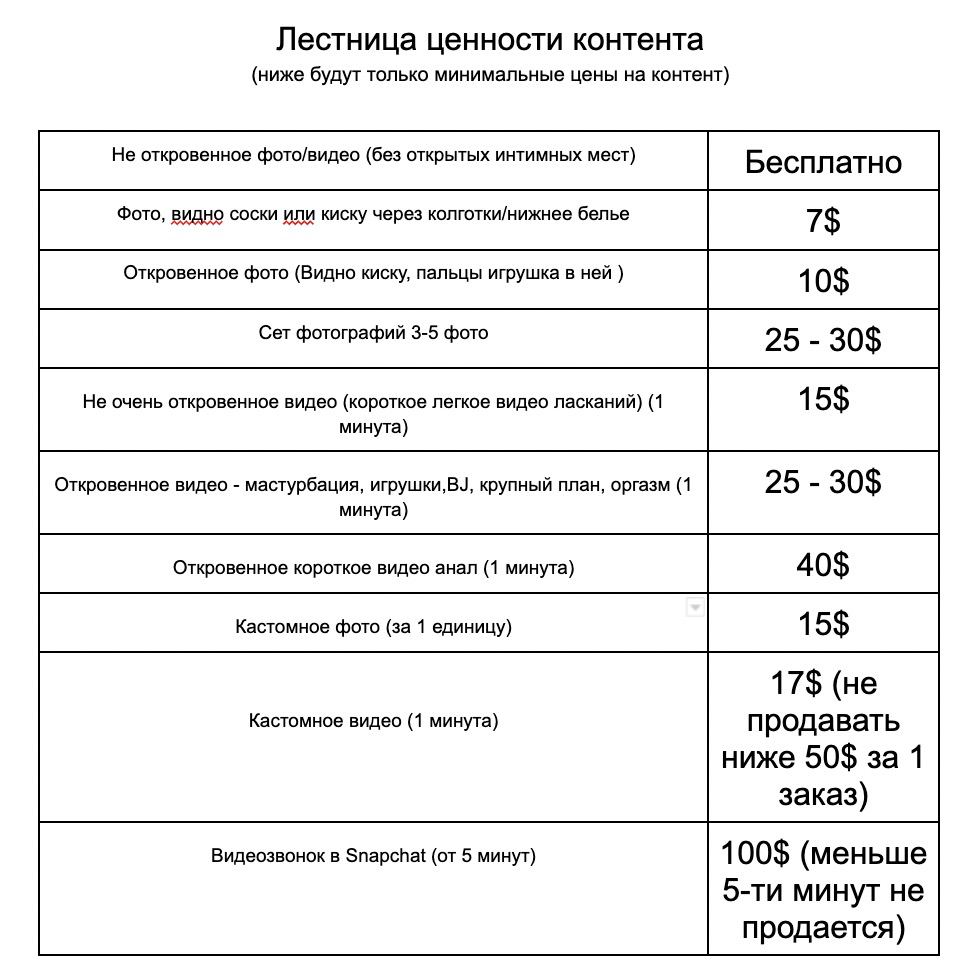 Лестница ценности контента
(ниже будут только минимальные цены на контент)
Не откровенное фото/видео (без открытых интимных мест)
Бесплатно
Фото, видно соски или киску через колготки/нижнее белье
7$
Откровенное фото (Видно киску, пальцы игрушка в ней )
10$
Сет фотографий 3-5 фото
25 - 30$
Не очень откровенное видео (короткое легкое видео ласканий) (1
минута)
15$
Откровенное видео - мастурбация, игрушки,BJ, крупный план, оргазм (1
минута)
25 - 30$
Откровенное короткое видео анал (1 минута)
40$
Кастомное фото (за 1 единицу)
15$
Кастомное видео (1 минута)
17$ (не
продавать
ниже 50$ за 1
заказ)
Видеозвонок в Snapchat (от 5 минут)
100$ (меньше
5-ти минут не
продается)